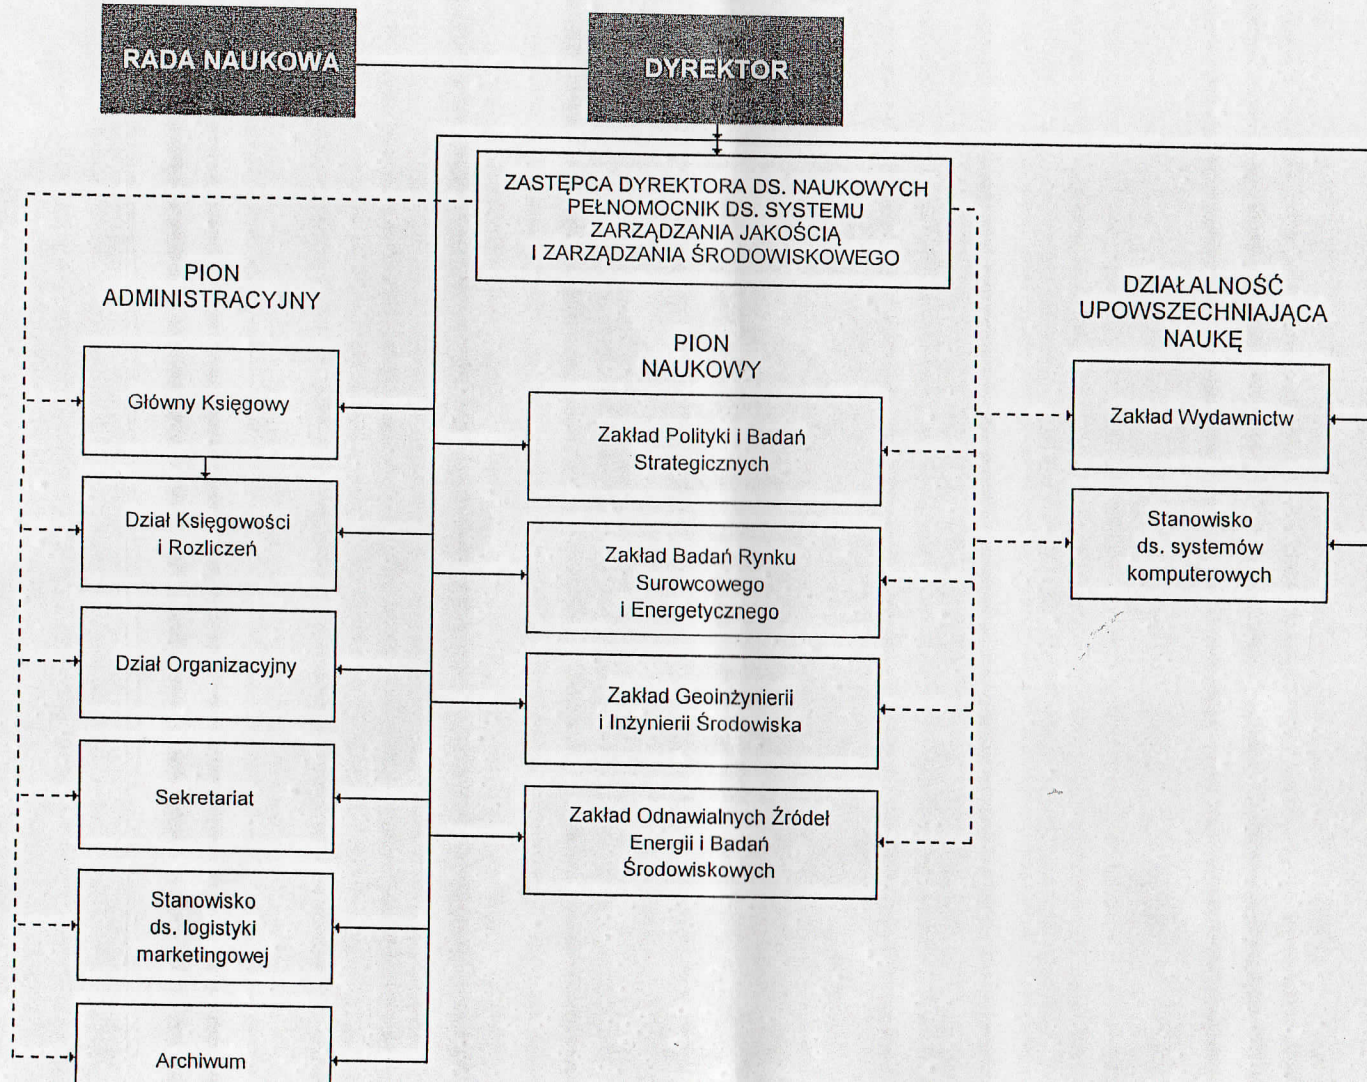 RADA NAUKOWA
DYREKTOR
ZASTĘPCA DYREKTORA DS. NAUKOWYCH
PEŁNOMOCNIK DS. SYSTEMU
ZARZĄDZANIA JAKOŚCIĄ
I ZARZĄDZANIA ŚRODOWISKOWEGO
PION
ADMINISTRACYJNY
Główny Księgowy
Dział Księgowości
i Rozliczeń
Dział Organizacyjny
Sekretariat
Stanowisko
ds. logistyki
marketingowej
Archiwum
PION
NAUKOWY
Zakład Polityki i Badań
Strategicznych
Zakład Badań Rynku
Surowcowego
i Energetycznego
Zakład Geoinżynierii
i Inżynierii Środowiska
Zakład Odnawialnych Źródeł
Energii i Badań
Środowiskowych
DZIAŁALNOŚĆ
UPOWSZECHNIAJĄCA
NAUKĘ
Zakład Wydawnictw
Stanowisko
ds. systemów
komputerowych